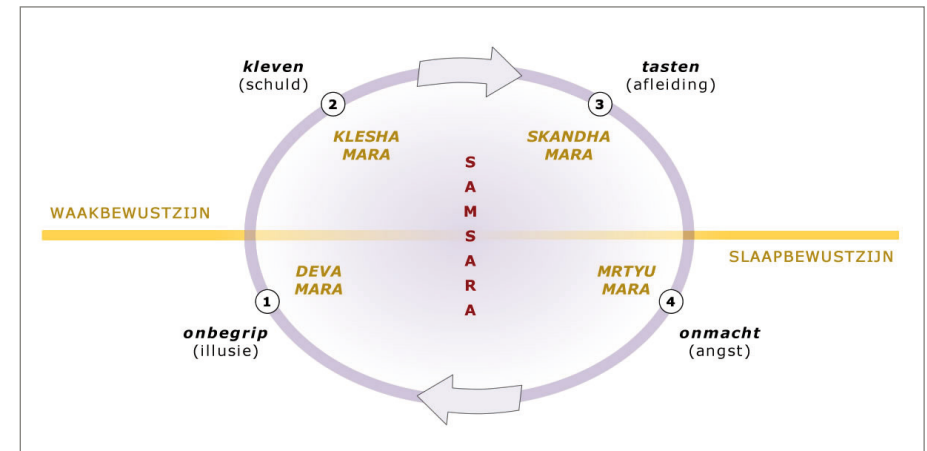 kleven
(schuld)
2
KLESHA
MARA
tasten
(afleiding)
3
SKANDHA
MARA
S
A
M
S
A
R
A
WAAKBEWUSTZIJN
SLAAPBEWUSTZIJN
DEVA
MARA
1
onbegrip
(illusie)
MRTYU
MARA
4
onmacht
(angst)